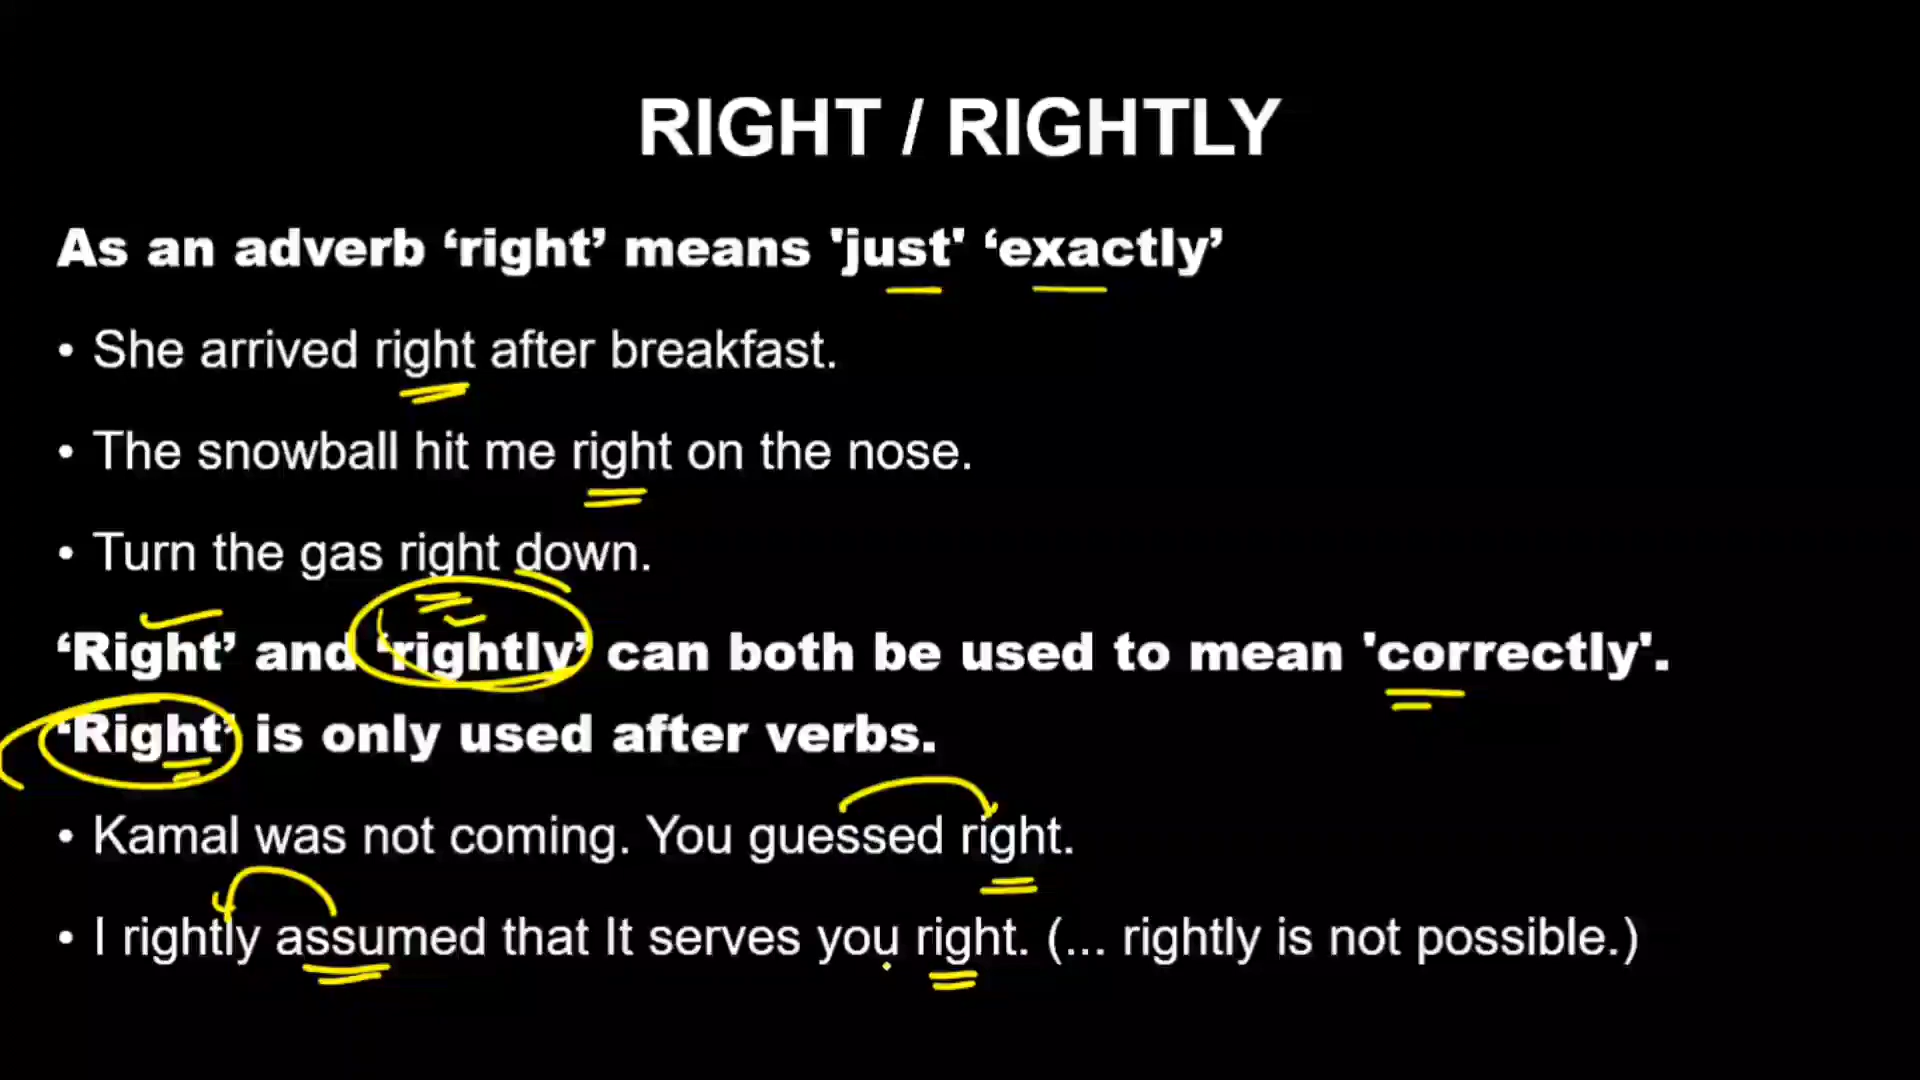 RIGHT / RIGHTLY
As an adverb ‘right’ means 'just' ‘exactly’
• She arrived right after breakfast.
• The snowball hit me right on the nose.
• Turn the gas right down.
‘Right’ and ‘rightly’ can both be used to mean 'correctly'.
‘Right’ is only used after verbs.
• Kamal was not coming. You guessed right.
• I rightly assumed that It serves you right. (... rightly is not possible.)